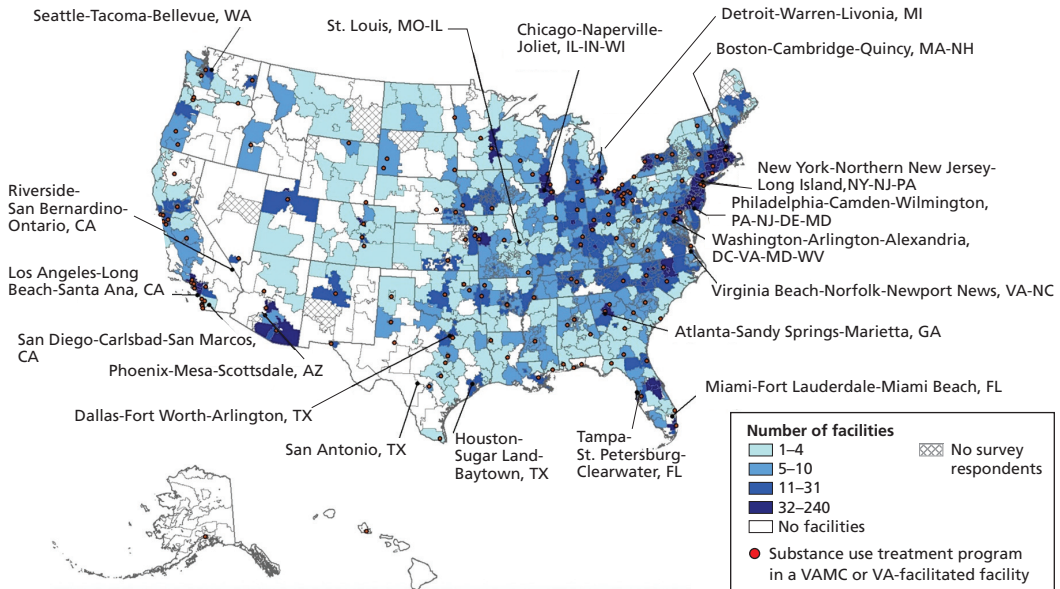 Seattle-Tacoma-Bellevue, WA
St. Louis, MO-IL
Chicago-Naperville-
Joliet, IL-IN-WI
Detroit-Warren-Livonia, MI
Boston-Cambridge-Quincy, MA-NH
New York-Northern New Jersey-
Long Island,NY-NJ-PA
Philadelphia-Camden-Wilmington,
PA-NJ-DE-MD
Washington-Arlington-Alexandria,
DC-VA-MD-WV
Virginia Beach-Norfolk-Newport News, VA-NC
Atlanta-Sandy Springs-Marietta, GA
Miami-Fort Lauderdale-Miami Beach, FL
Riverside-
San Bernardino-
Ontario, CA
Los Angeles-Long
Beach-Santa Ana, CA
San Diego-Carlsbad-San Marcos,
CA
Phoenix-Mesa-Scottsdale, AZ
Dallas-Fort Worth-Arlington, TX
San Antonio, TX
Houston-
Sugar Land-
Baytown, TX
Tampa-
St. Petersburg-
Clearwater, FL
Number of facilities
1–4
5–10
11–31
32–240
No facilities
No survey
respondents
Substance use treatment program
in a VAMC or VA-facilitated facility